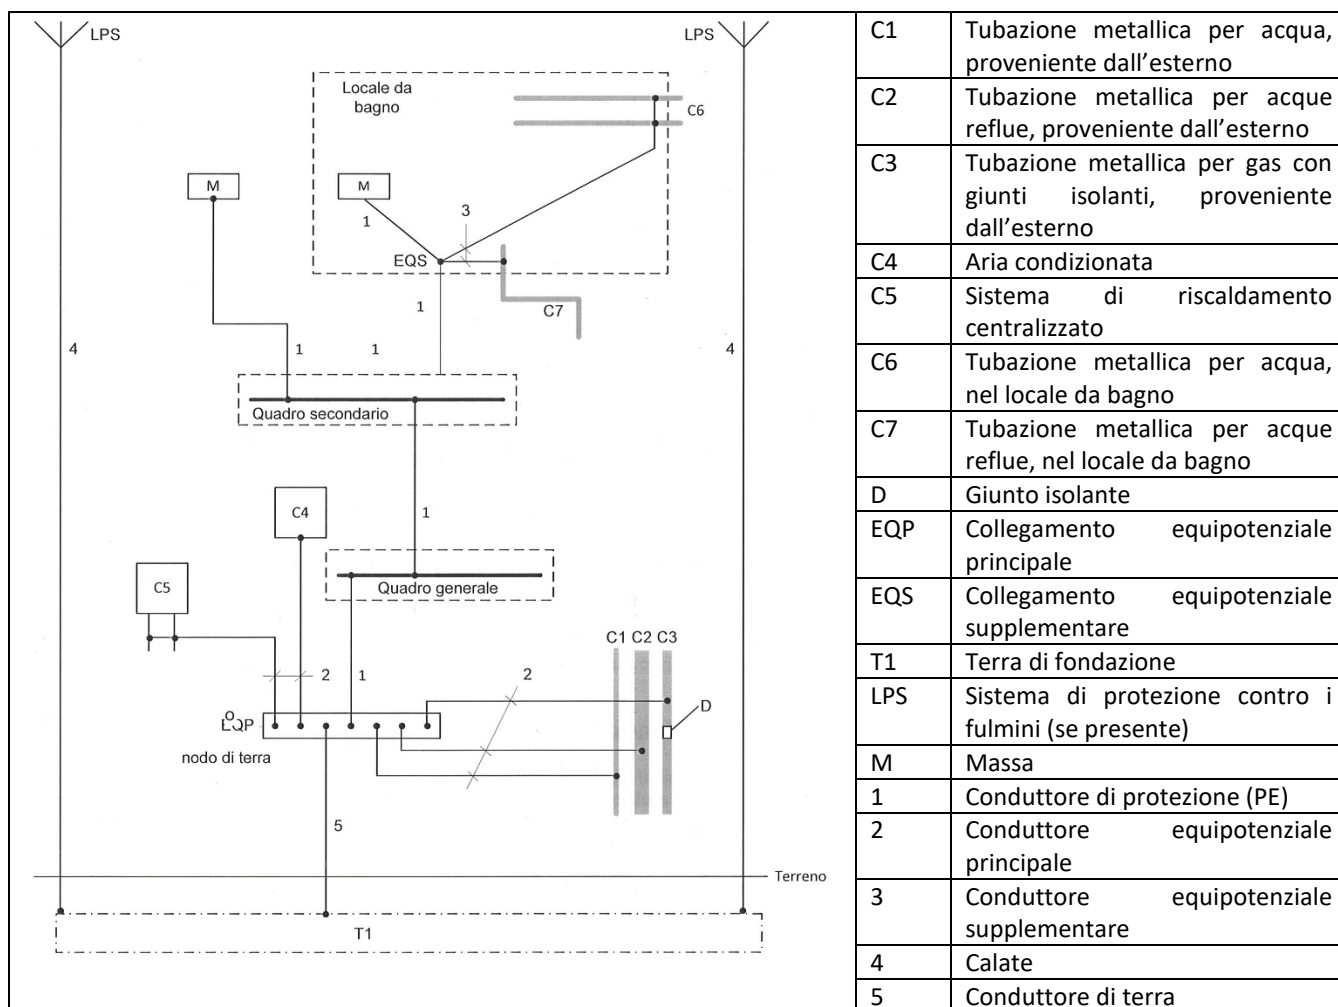 LPS
LPS
Locale da
bagno
C6
M
M
3
1
EQS
1
C7
4
1
1
4
Quadro secondario
C4
1
C5
Quadro generale
C1 C2 C3
2
1
2
D
EQP
nodo di terra
5
Terreno
T1
C1 Tubazione metallica per acqua,
proveniente dall’esterno
C2 Tubazione metallica per acque
reflue, proveniente dall’esterno
C3 Tubazione metallica per gas con
giunti isolanti, proveniente
dall’esterno
C4 Aria condizionata
C5 Sistema di riscaldamento
centralizzato
C6 Tubazione metallica per acqua,
nel locale da bagno
C7 Tubazione metallica per acque
reflue, nel locale da bagno
D Giunto isolante
EQP Collegamento equipotenziale
principale
EQS Collegamento equipotenziale
supplementare
T1 Terra di fondazione
LPS Sistema di protezione contro i
fulmini (se presente)
M Massa
1 Conduttore di protezione (PE)
2 Conduttore equipotenziale
principale
3 Conduttore equipotenziale
supplementare
4 Calate
5 Conduttore di terra